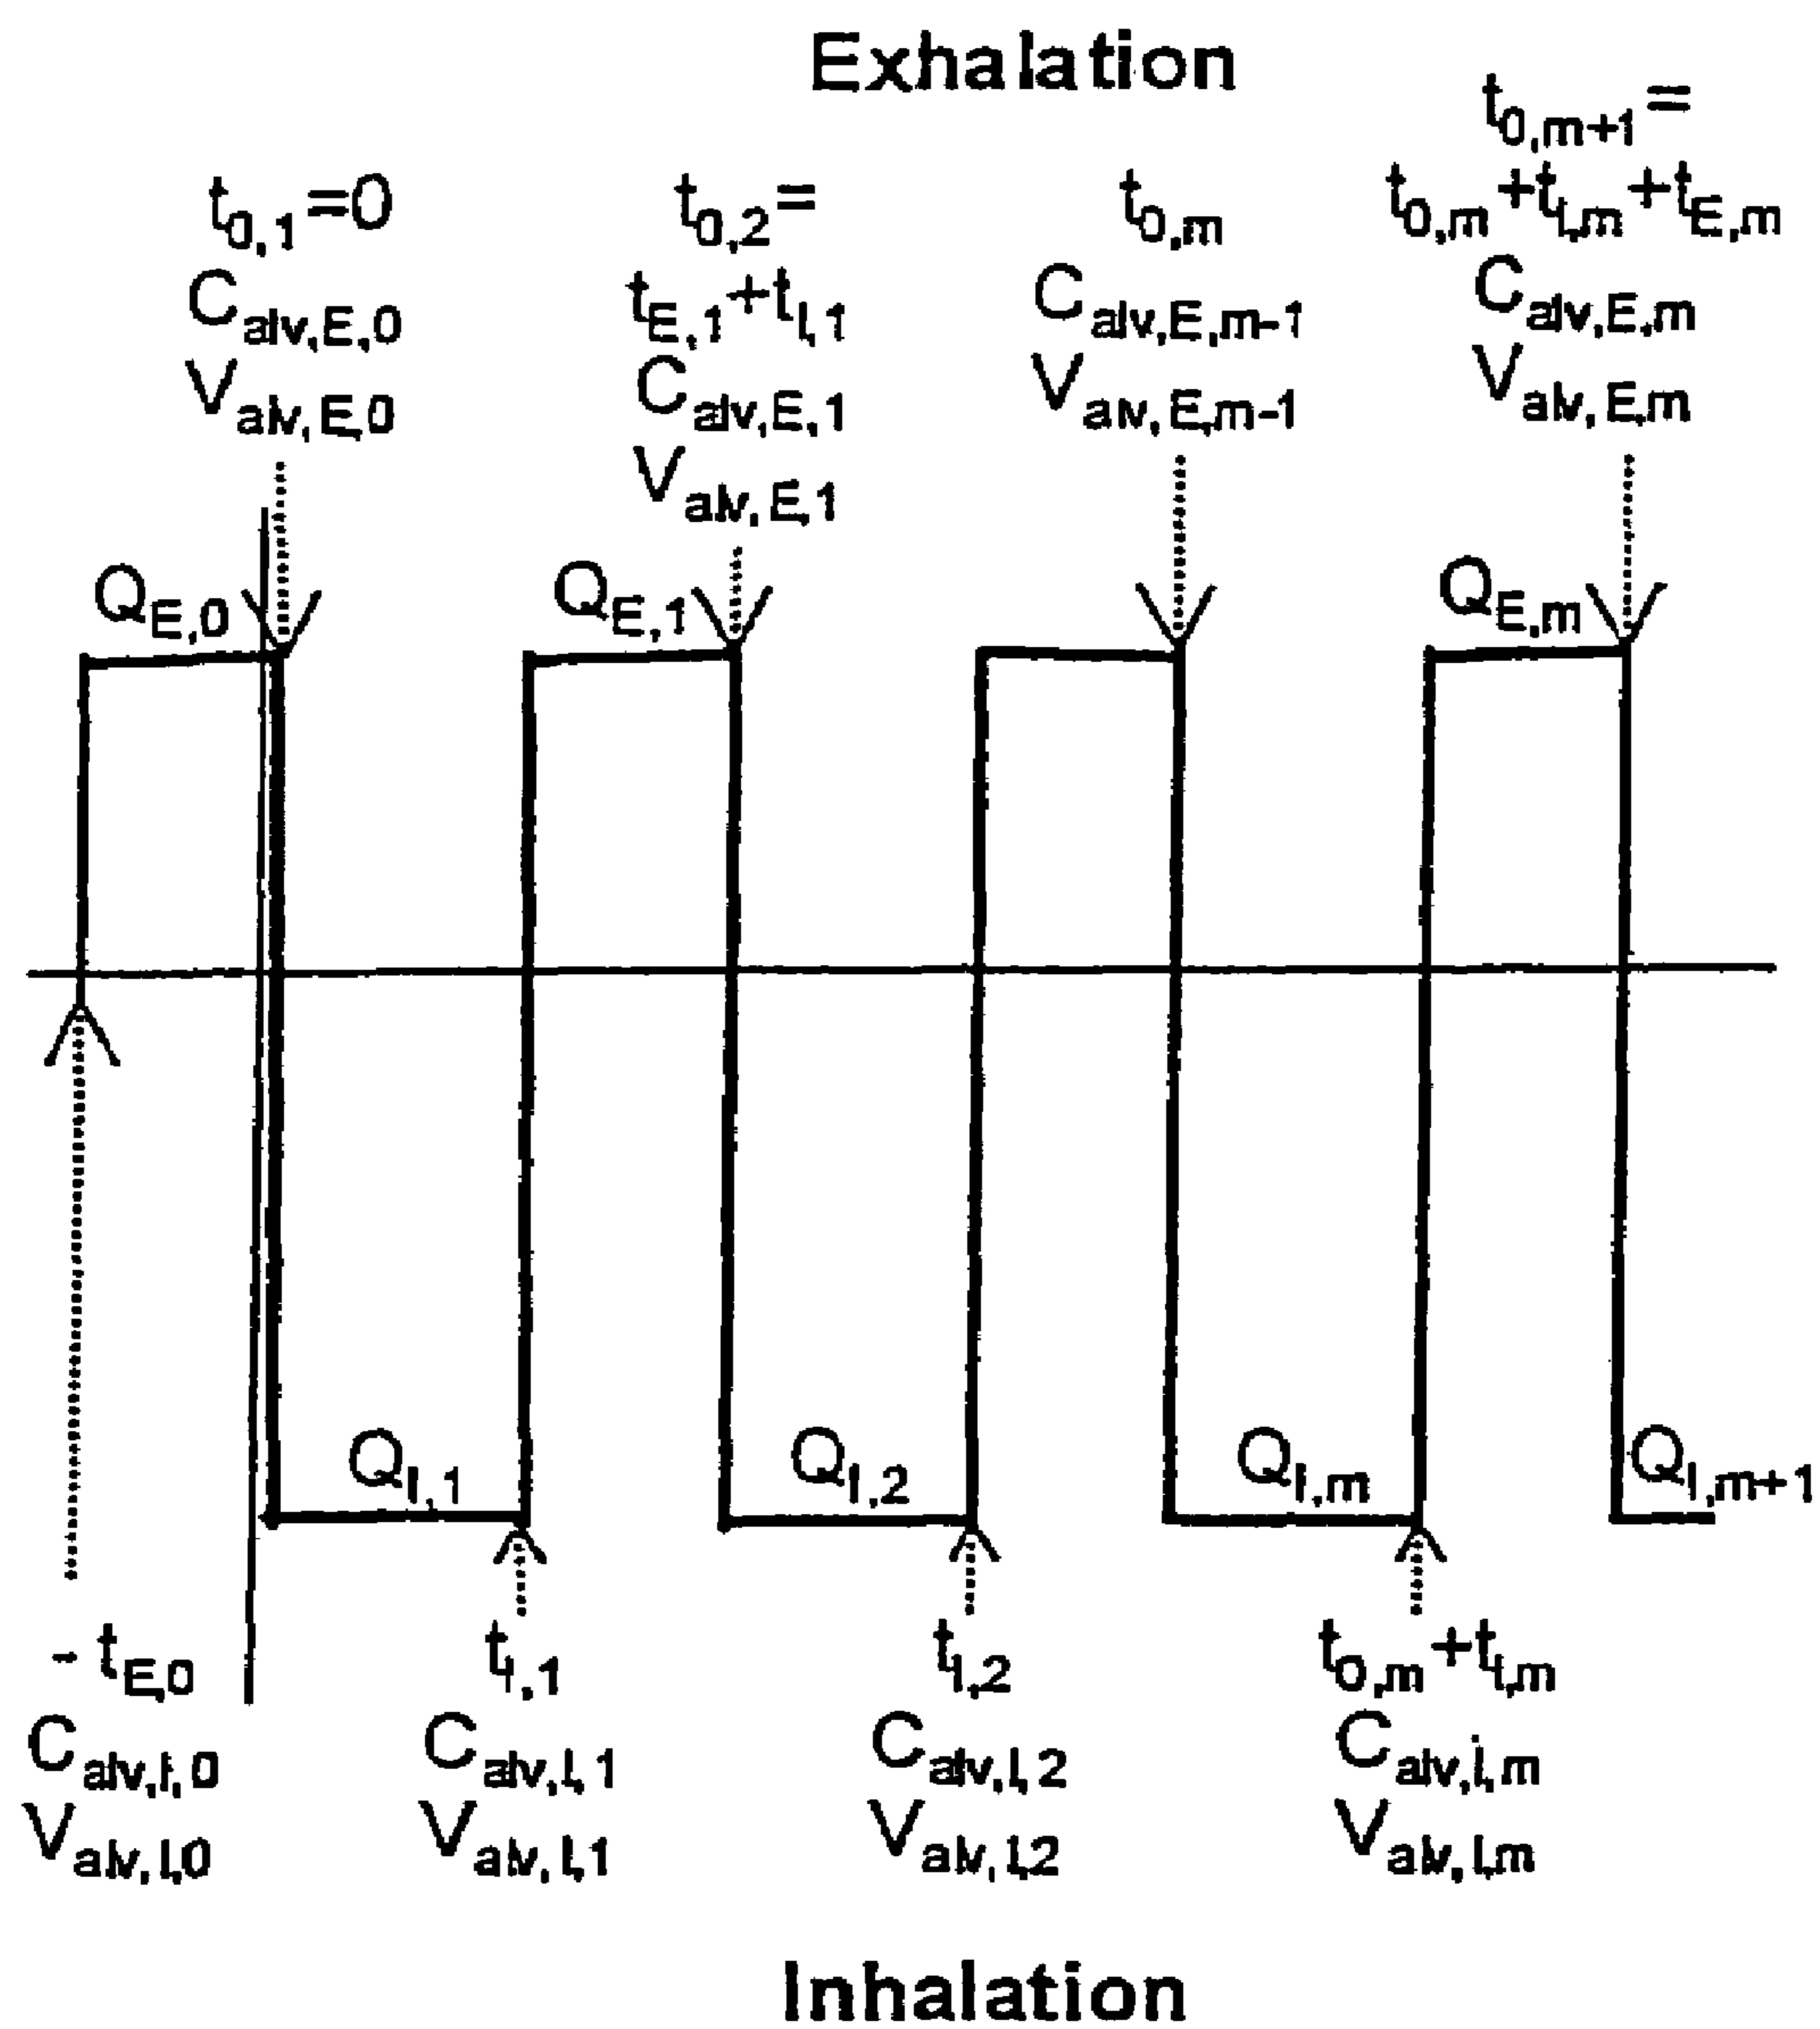 Exhalation
t0,1=0
Calv,E,0
Valv,E,0
t0,2=
tE,1+tI,1
Calv,E,1
Valv,E,1
t0,m
Calv,E,m-1
Valv,E,m-1
t0,m+1=
t0,m+tI,m+tE,m
Calv,E,m
Valv,E,m
QE,0
QE,1
QE,m
QI,1
QI,2
QI,m
QI,m+1
- tE,0
Calv,I,0
Valv,I,0
tI,1
Calv,I,1
Valv,I,1
tI,2
Calv,I,2
Valv,I,2
t0,m+tI,m
Calv,I,m
Valv,I,m
Inhalation